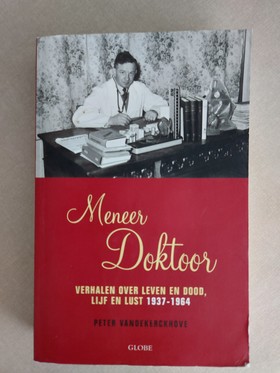 Meneer
Doktoor
VERHALEN OVER LEVEN EN DOOD,
LIJF EN LUST 1937-1964
PETER VANDEKERCKHOVE
GLOBE